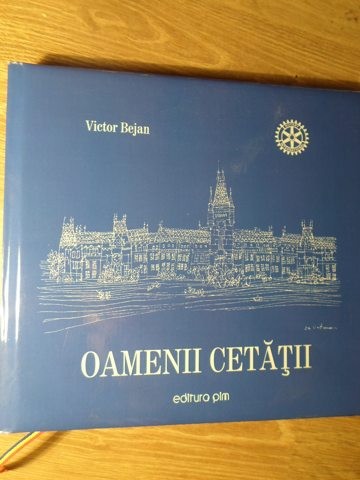 Victor Bejan
OAMENII CETĂŢII
editura pim